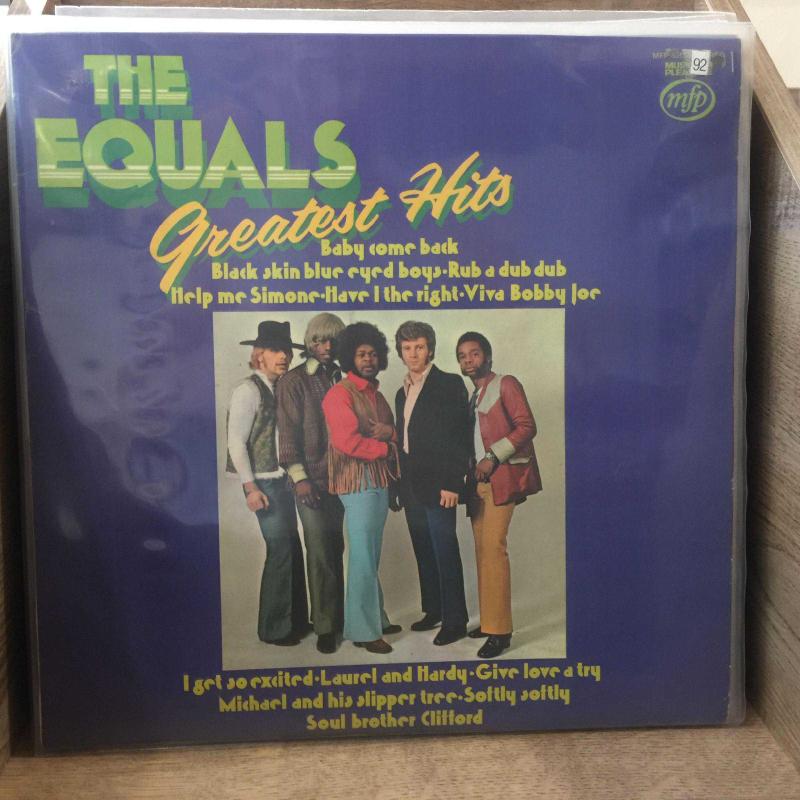 THE
EQUALS
Greatest Hits
92
mfp
Baby come back
Black skin blue eyed boys•Rub a dub dub
Help me Simone•Have I the right•Viva Bobby Joe
I get so excited•Laurel and Hardy•Give love a try
Michael and his slipper tree•Softly softly
Soul brother Clifford